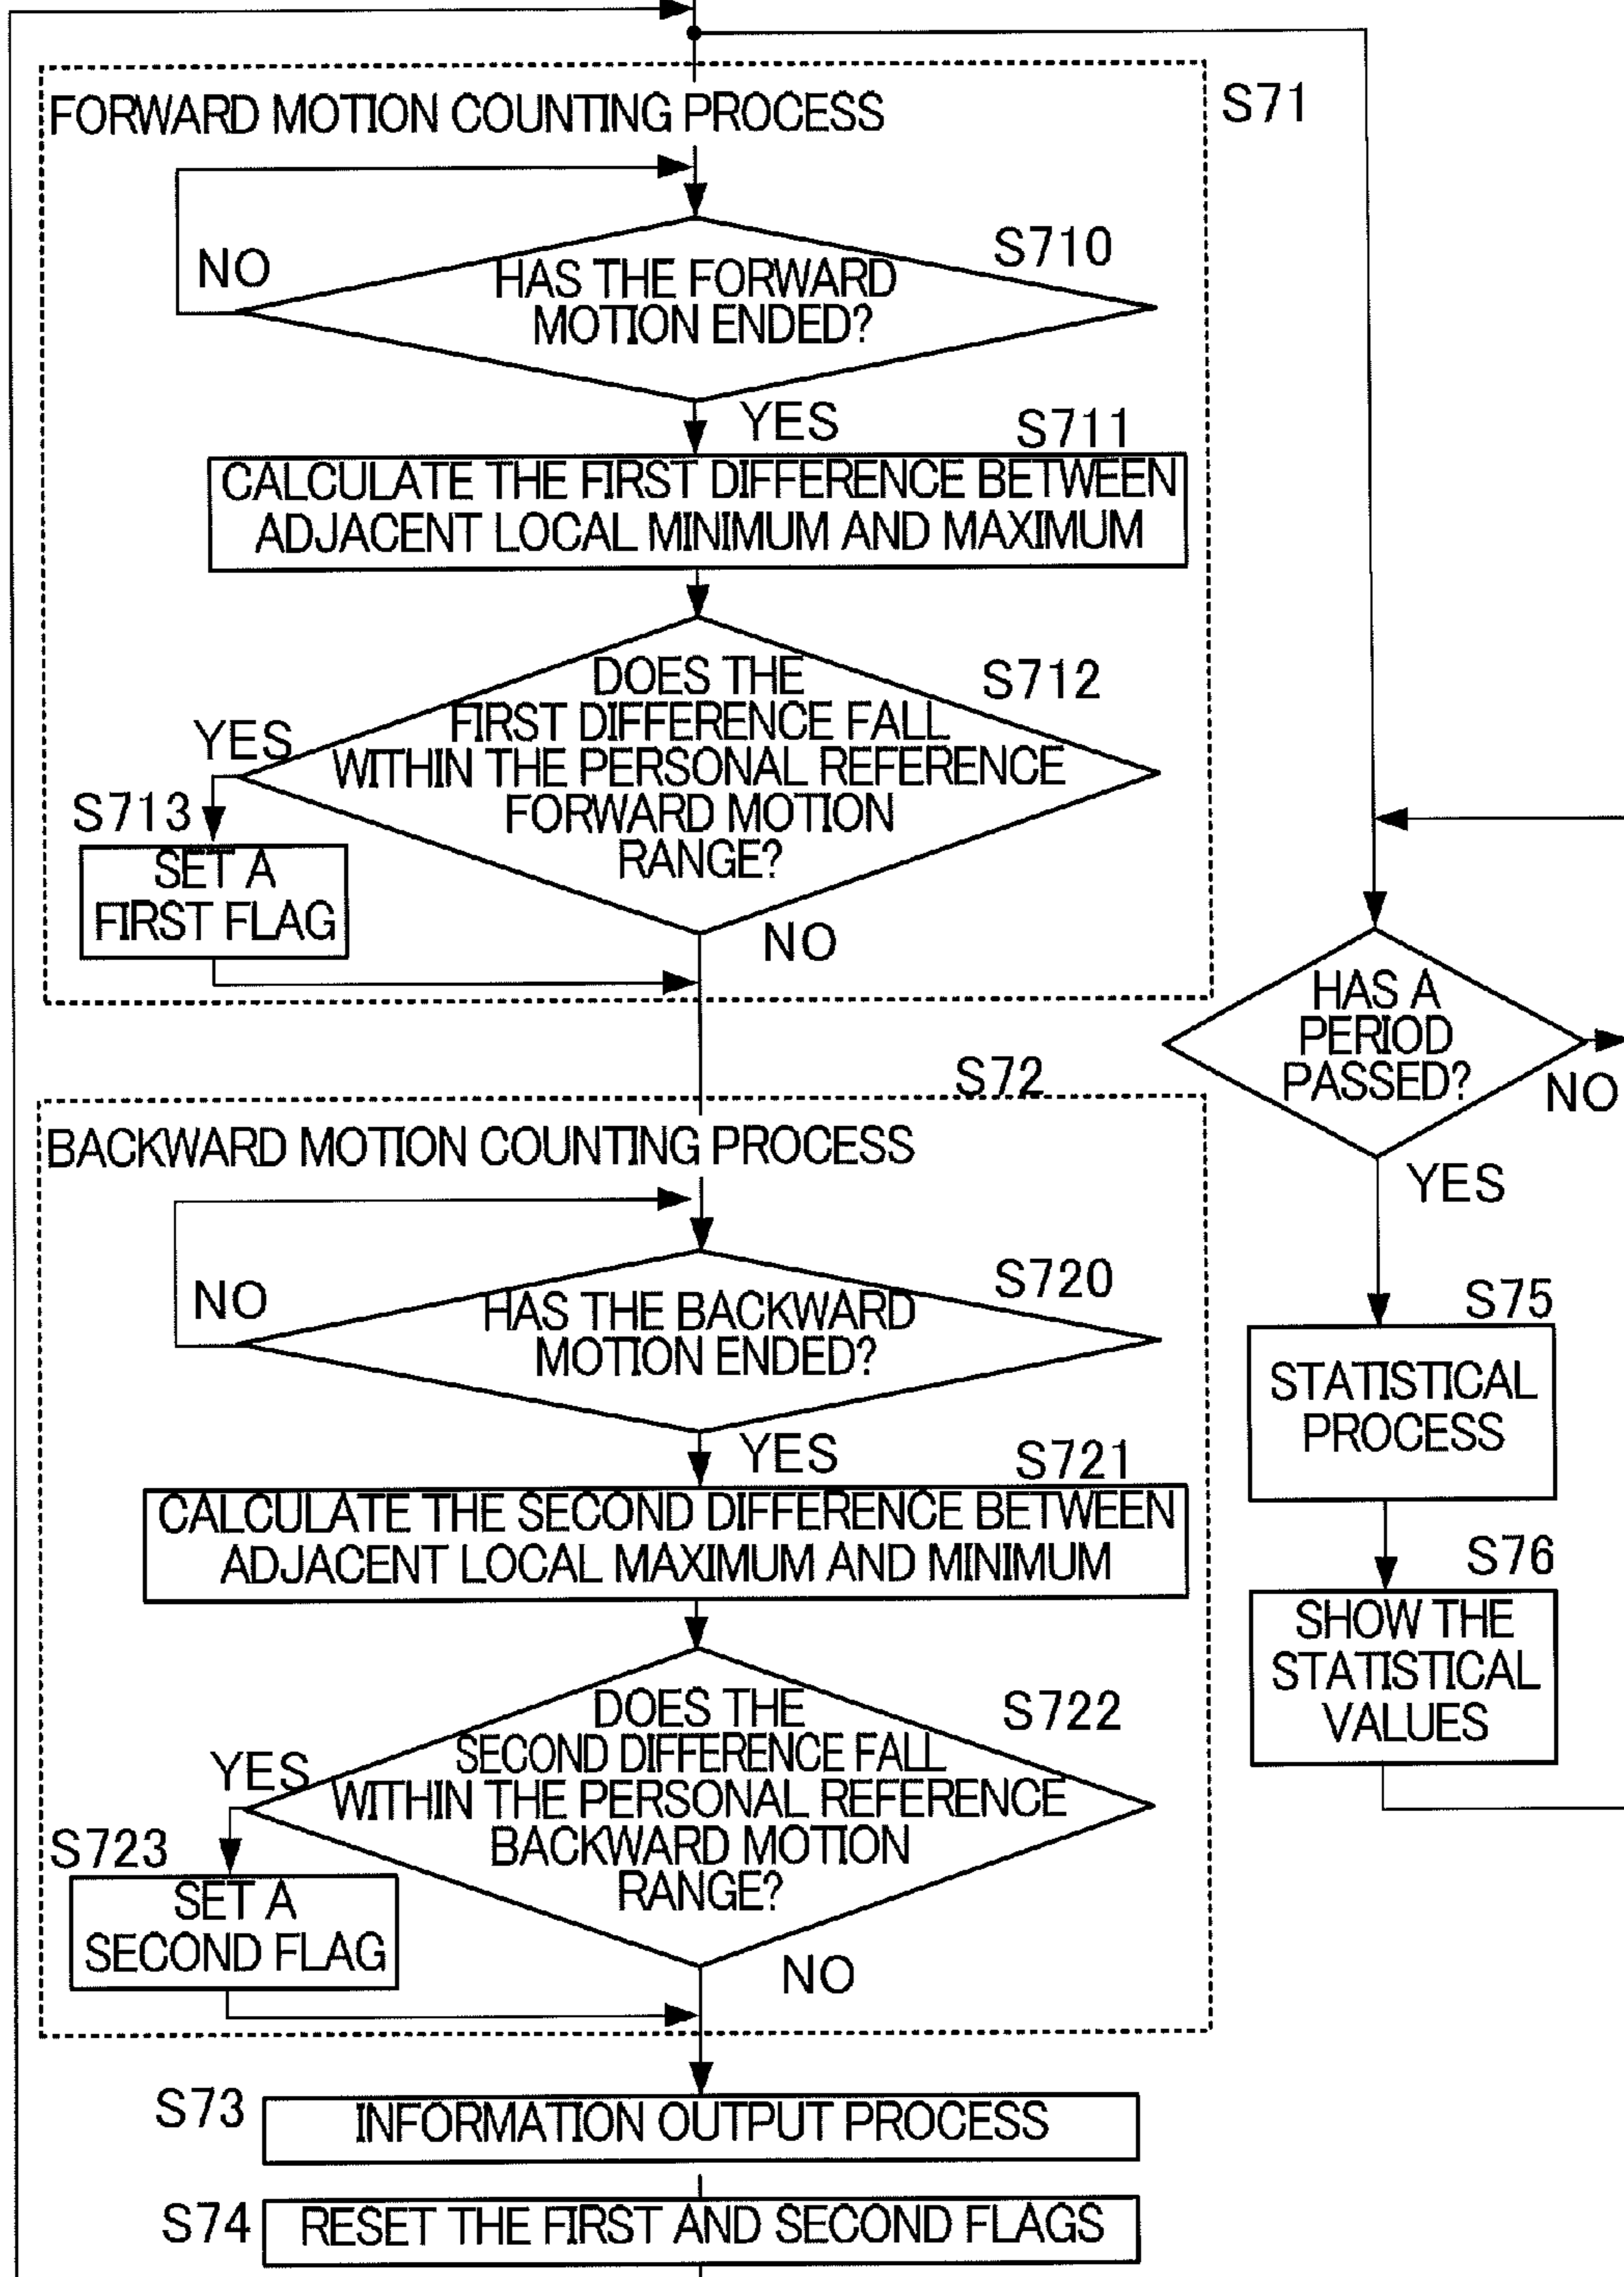 FORWARD MOTION COUNTING PROCESS
S71
NO
S710
HAS THE FORWARD
MOTION ENDED?
YES
S711
CALCULATE THE FIRST DIFFERENCE BETWEEN
ADJACENT LOCAL MINIMUM AND MAXIMUM
S712
DOES THE
FIRST DIFFERENCE FALL
WITHIN THE PERSONAL REFERENCE
FORWARD MOTION
RANGE?
YES
S713
SET A
FIRST FLAG
NO
S72
BACKWARD MOTION COUNTING PROCESS
NO
S720
HAS THE BACKWARD
MOTION ENDED?
YES
S721
CALCULATE THE SECOND DIFFERENCE BETWEEN
ADJACENT LOCAL MAXIMUM AND MINIMUM
S722
DOES THE
SECOND DIFFERENCE FALL
WITHIN THE PERSONAL REFERENCE
BACKWARD MOTION
RANGE?
YES
S723
SET A
SECOND FLAG
NO
S73
INFORMATION OUTPUT PROCESS
S74
RESET THE FIRST AND SECOND FLAGS
HAS A
PERIOD
PASSED?
NO
YES
S75
STATISTICAL
PROCESS
S76
SHOW THE
STATISTICAL
VALUES